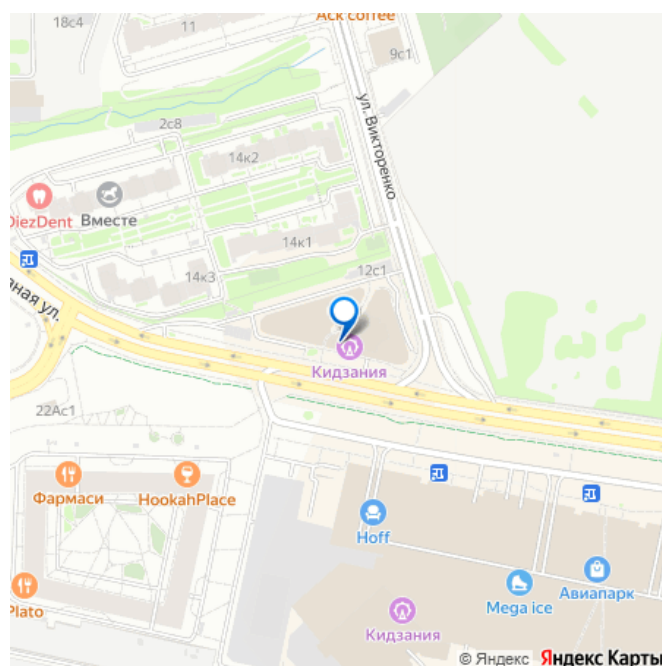 18с4
11
Ack coffee
9с1
ул. Викторенко
2с8
14к2
DiezDent
Вместе
14к1
12с1
14к3
ная ул.
Кидзания
22Ас1
Фармаси
HookahPlace
Hoff
Plato
Mega ice
Авиапарк
Кидзания
© Яндекс Яндекс Карты